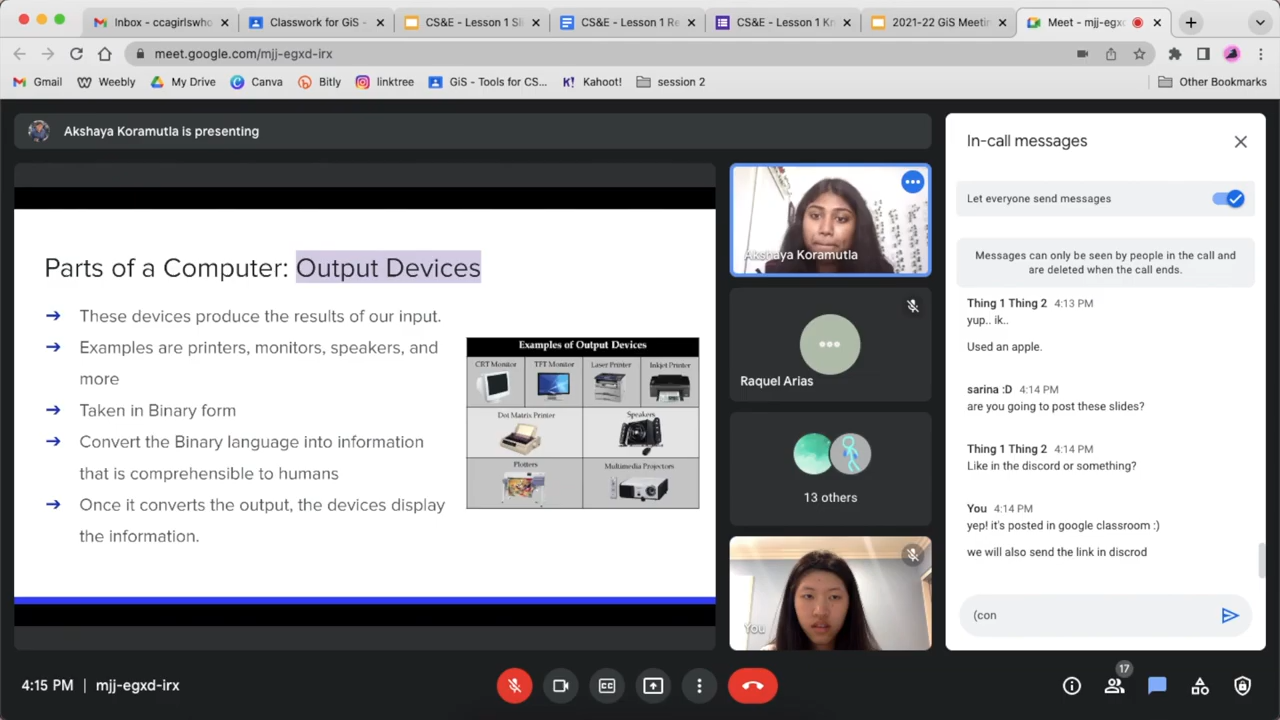 Inbox - ccagirlswho
Classwork for GiS -
CS&E - Lesson 1 Sli
CS&E - Lesson 1 Re
CS&E - Lesson 1 Kn
2021-22 GiS Meetin
Meet - mjj-egxd
meet.google.com/mjj-egxd-irx
Gmail
Weebly
My Drive
Canva
Bitly
linktree
GiS - Tools for CS...
Kahoot!
session 2
Other Bookmarks
Akshaya Koramutla is presenting
Parts of a Computer: Output Devices
→ These devices produce the results of our input.
→ Examples are printers, monitors, speakers, and
more
→ Taken in Binary form
→ Convert the Binary language into information
that is comprehensible to humans
→ Once it converts the output, the devices display
the information.
Examples of Output Devices
CRT Monitor
TFT Monitor
Laser Printer
Inkjet Printer
Dot Matrix Printer
Speakers
Plotters
Multimedia Projectors
Akshaya Koramutla
Raquel Arias
13 others
You
In-call messages
Let everyone send messages
Messages can only be seen by people in the call and
are deleted when the call ends.
Thing 1 Thing 2 4:13 PM
yup.. ik..
Used an apple.
sarina :D 4:14 PM
are you going to post these slides?
Thing 1 Thing 2 4:14 PM
Like in the discord or something?
You 4:14 PM
yep! it's posted in google classroom :)
we will also send the link in discrod
(con
4:15 PM | mjj-egxd-irx
CC
17